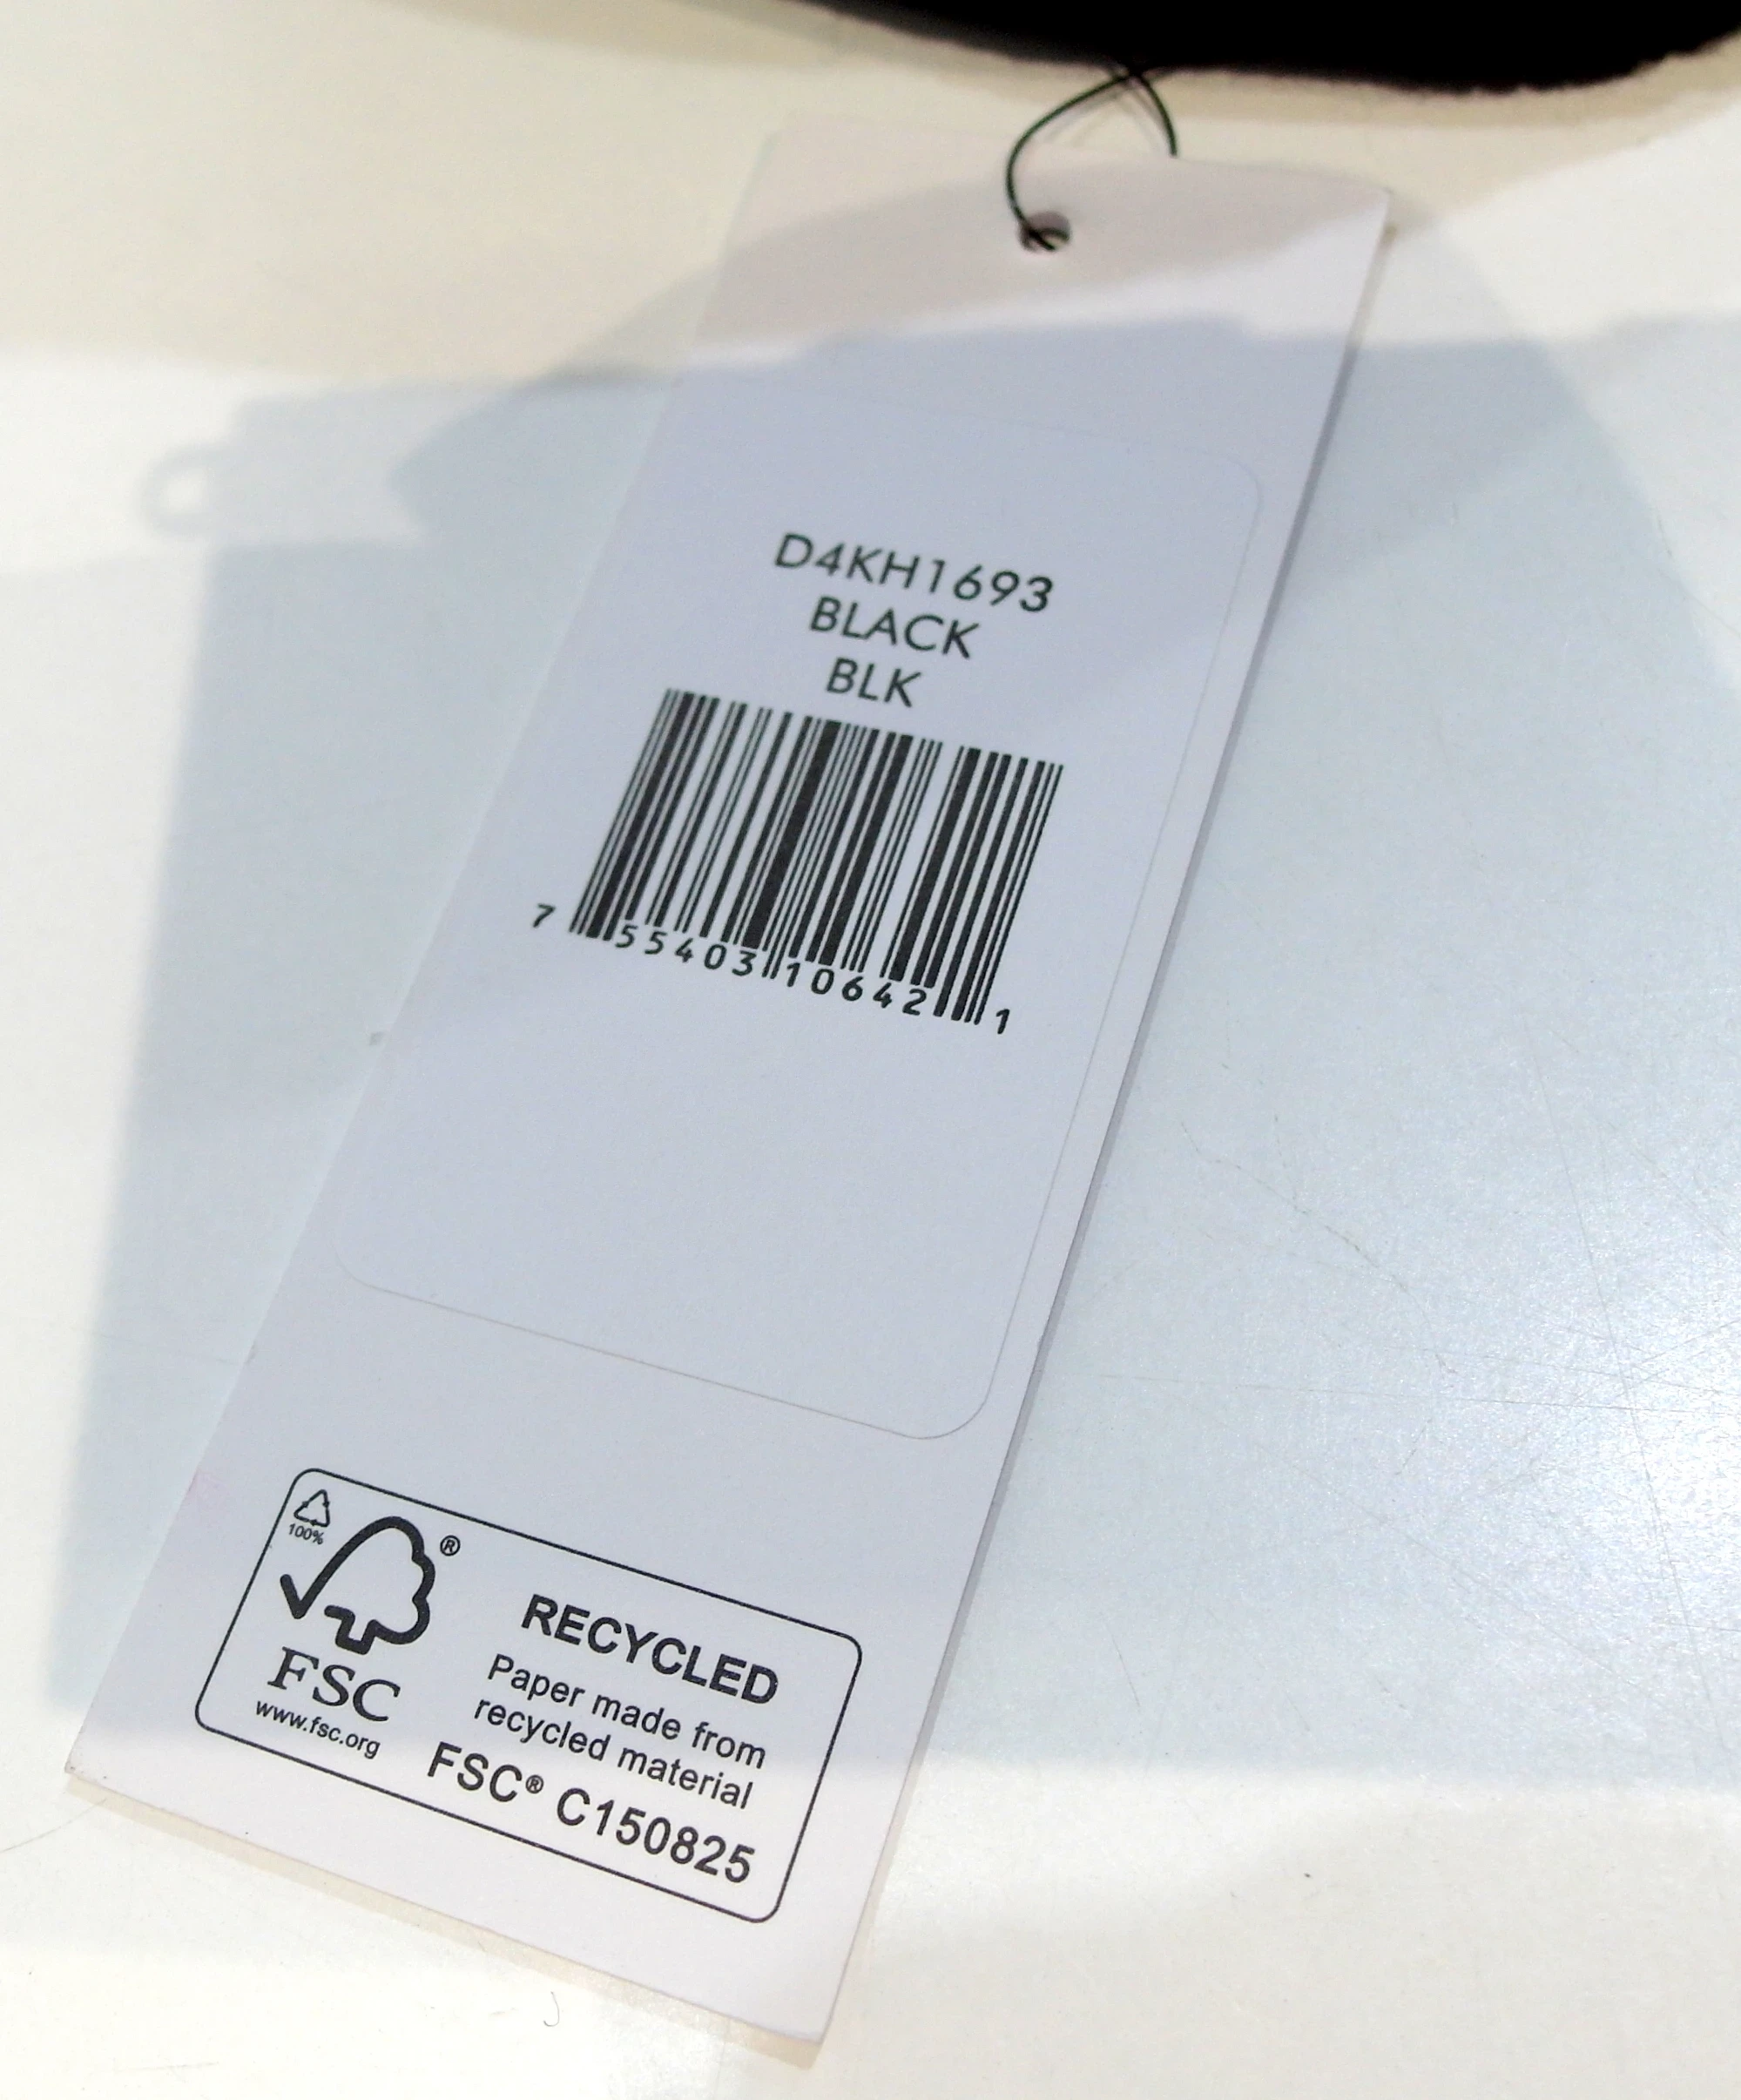 D4KH1693
BLACK
BLK
7 55403 10642 1
100%
®
FSC
www.fsc.org
RECYCLED
Paper made from
recycled material
FSC® C150825